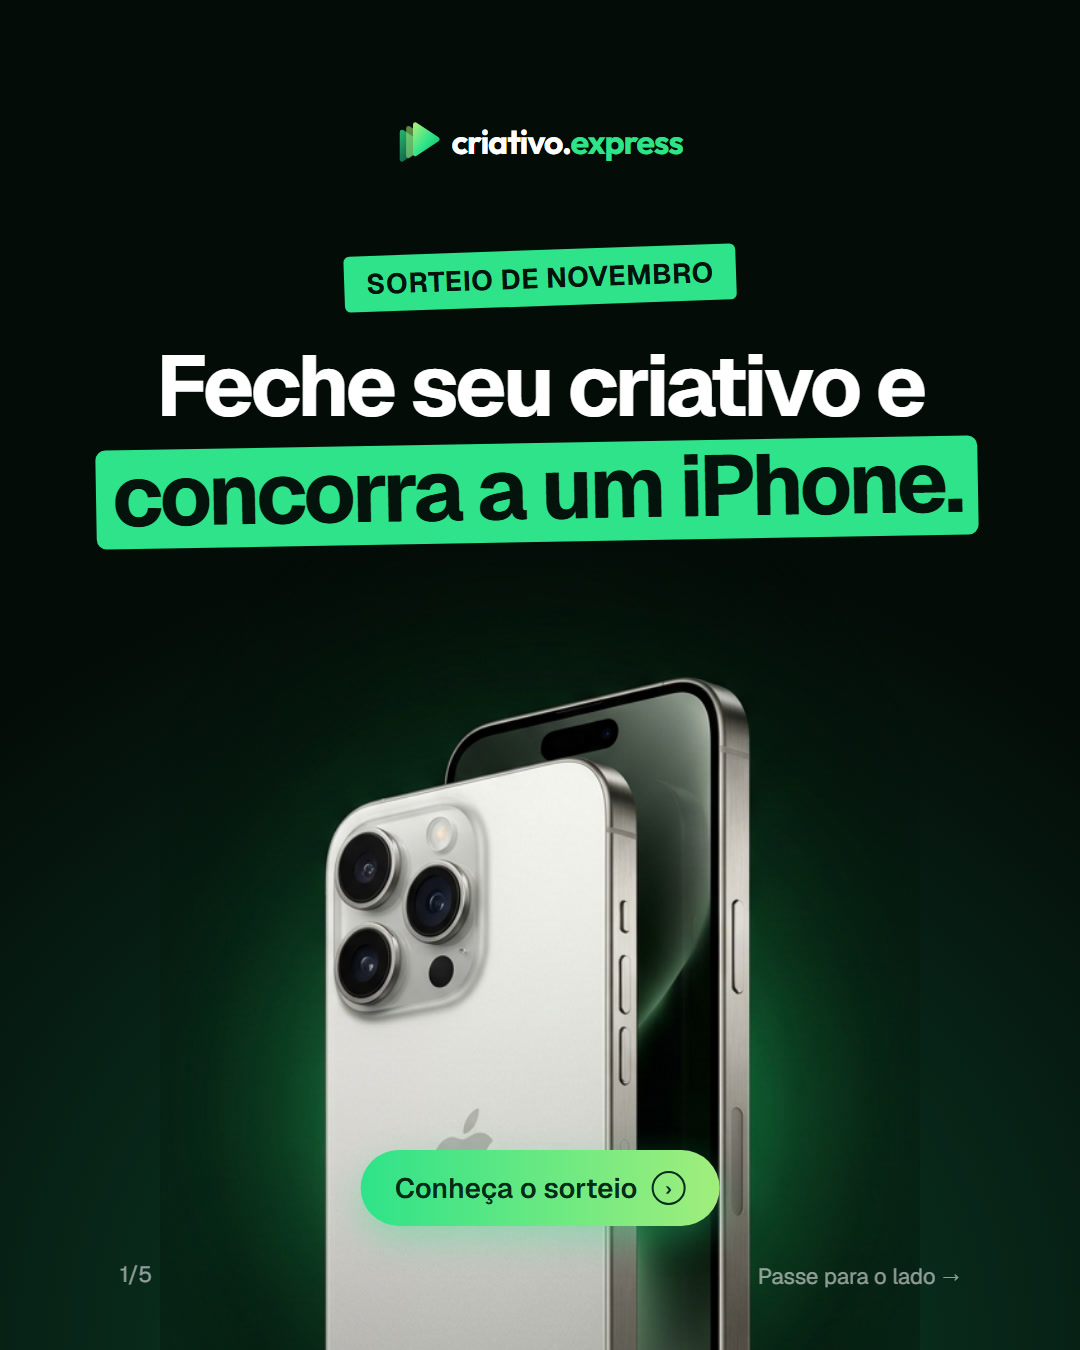 criativo.express
SORTEIO DE NOVEMBRO
Feche seu criativo e
concorra a um iPhone.
Conheça o sorteio ›
1/5
Passe para o lado →